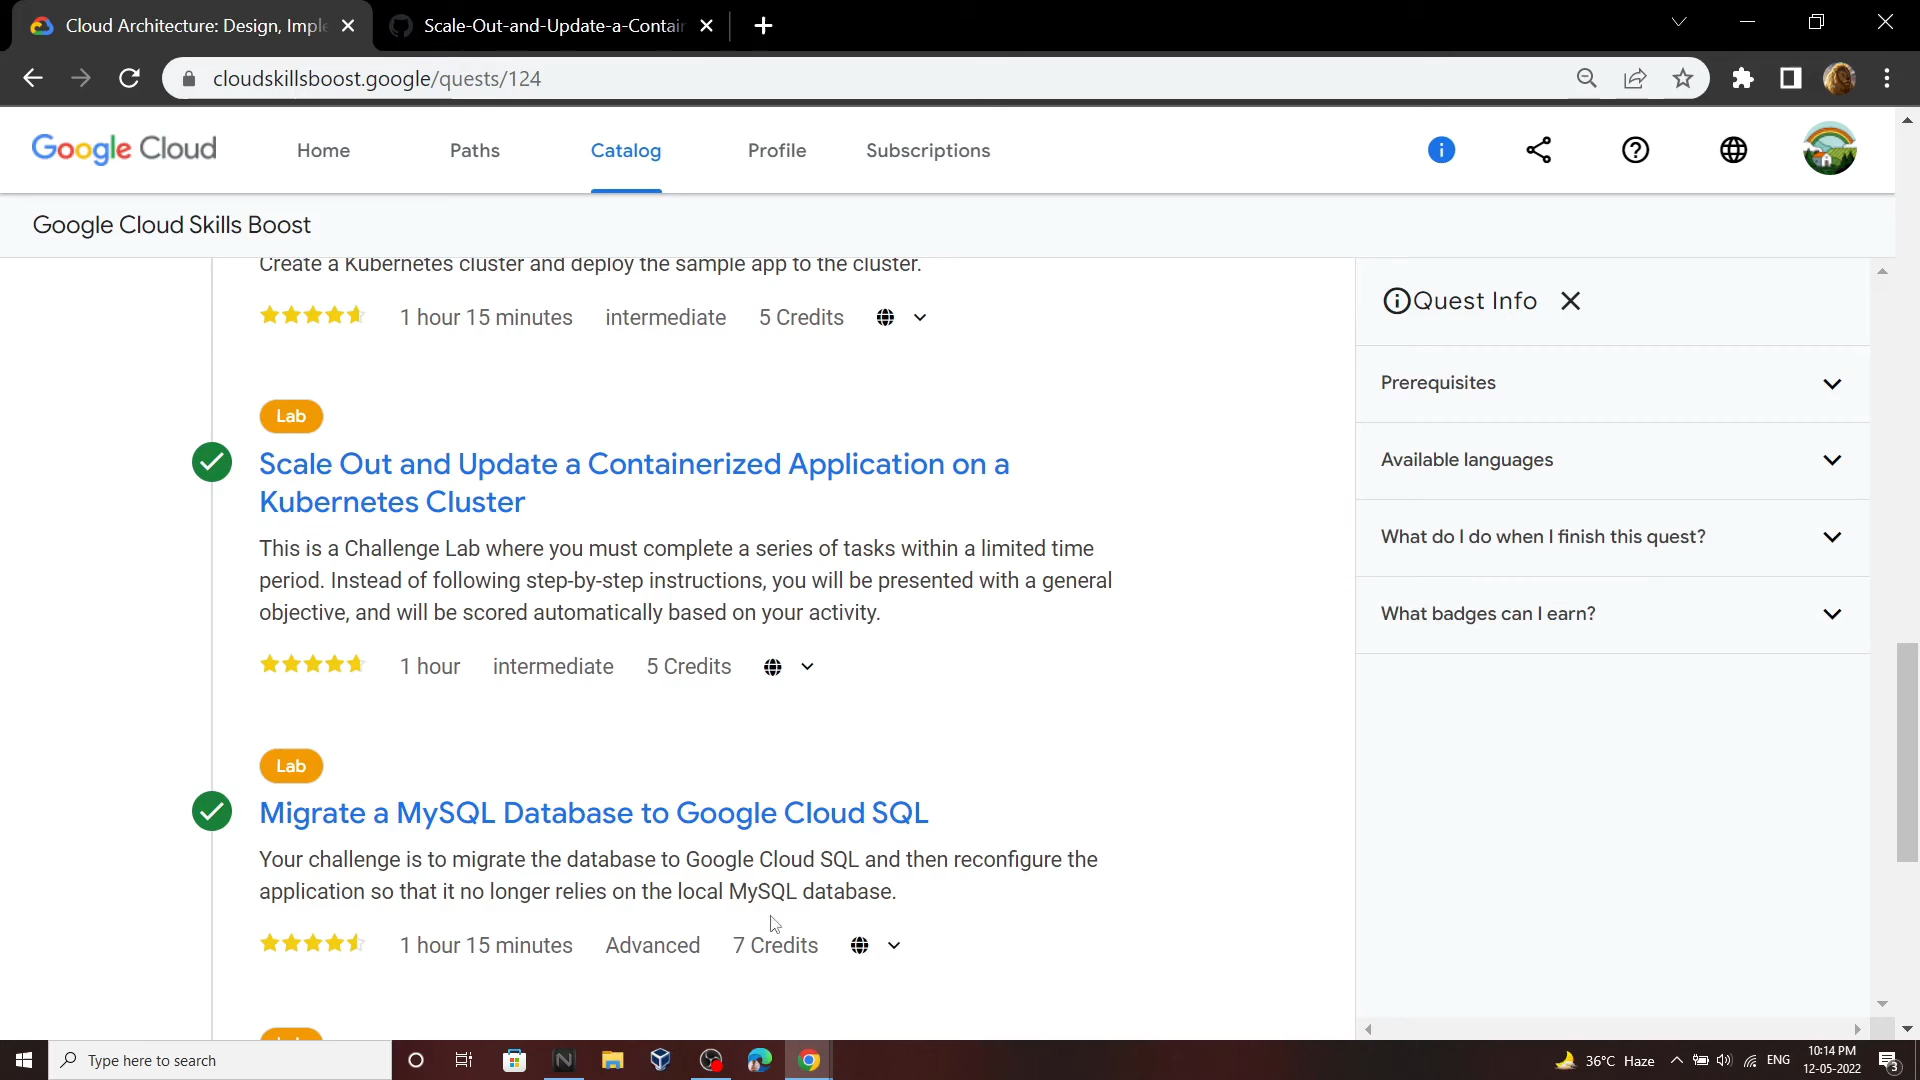 Cloud Architecture: Design, Imple
Scale-Out-and-Update-a-Contai
cloudskillsboost.google/quests/124
Google Cloud
Home
Paths
Catalog
Profile
Subscriptions
Google Cloud Skills Boost
Create a Kubernetes cluster and deploy the sample app to the cluster.
1 hour 15 minutes
intermediate
5 Credits
Lab
Scale Out and Update a Containerized Application on a
Kubernetes Cluster
This is a Challenge Lab where you must complete a series of tasks within a limited time
period. Instead of following step-by-step instructions, you will be presented with a general
objective, and will be scored automatically based on your activity.
1 hour
intermediate
5 Credits
Lab
Migrate a MySQL Database to Google Cloud SQL
Your challenge is to migrate the database to Google Cloud SQL and then reconfigure the
application so that it no longer relies on the local MySQL database.
1 hour 15 minutes
Advanced
7 Credits
Quest Info
Prerequisites
Available languages
What do I do when I finish this quest?
What badges can I earn?
Type here to search
36°C Haze
ENG
10:14 PM
12-05-2022
3